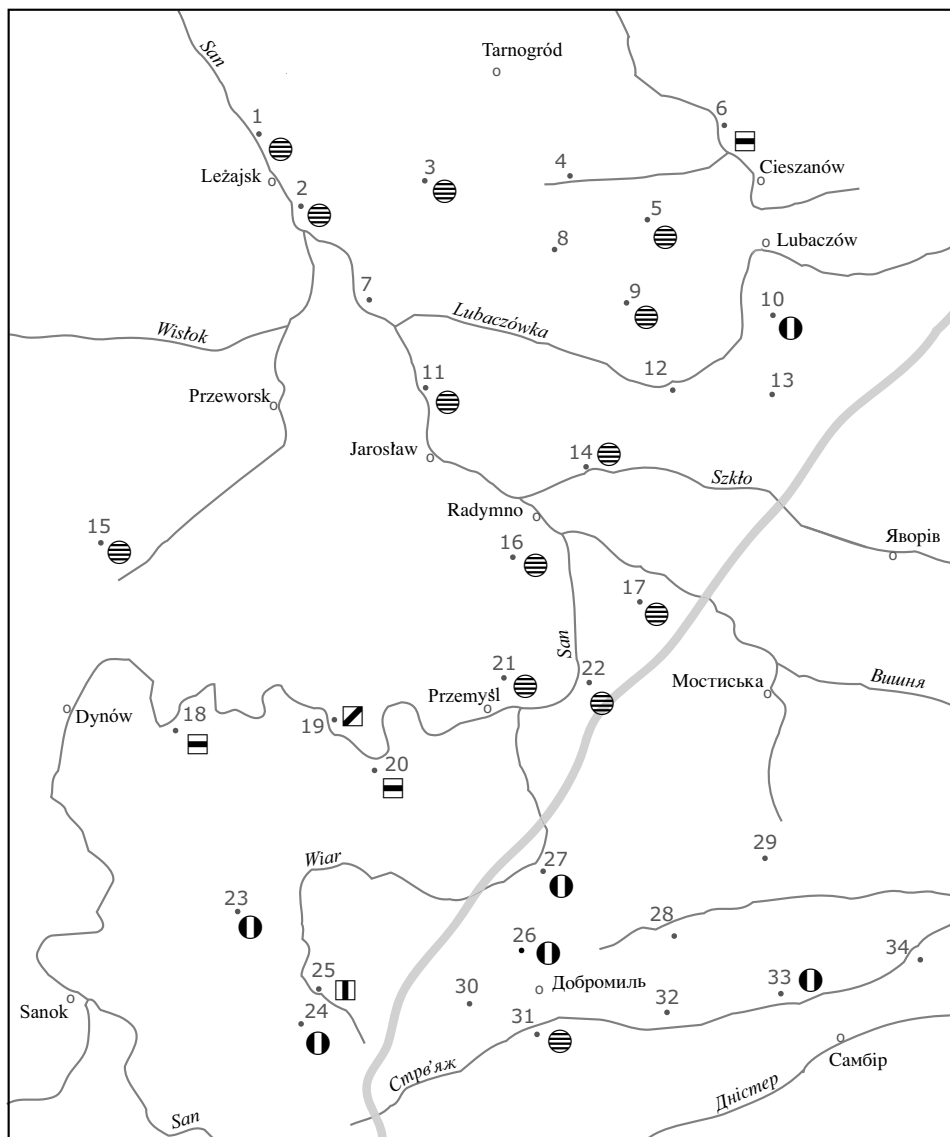 San
Tarnogród
1
6
Leżajsk
3
4
Cieszanów
2
5
8
Lubaczów
7
9
10
Wisłok
Lubaczówka
11
12
13
Przeworsk
Jarosław
14
Szkło
Radymno
15
16
Яворів
17
San
21
22
Мостиська
Вишня
Dynów
18
19
Przemyśl
20
Wiar
27
29
23
28
26
34
25
30
Добромиль
33
Sanok
24
31
32
Стрв'яж
Самбір
Дністер
San